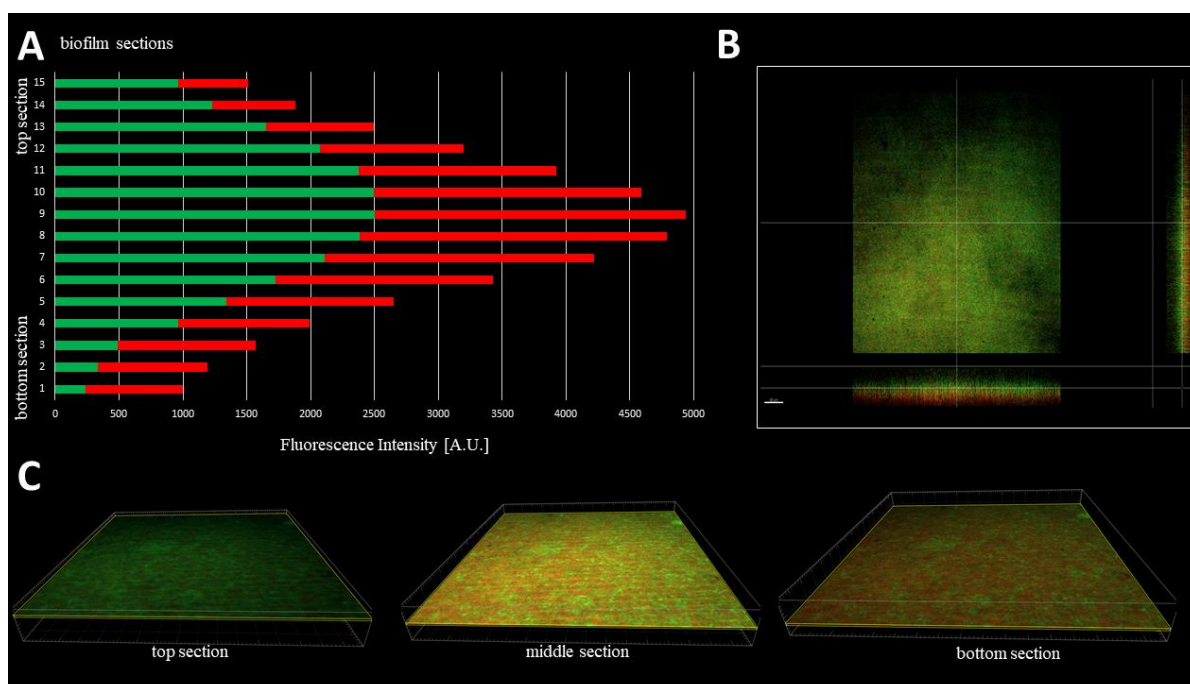 A
biofilm sections
top section
bottom section
15
14
13
12
11
10
9
8
7
6
5
4
3
2
1
0 500 1000 1500 2000 2500 3000 3500 4000 4500 5000
Fluorescence Intensity [A.U.]
B
C
top section
middle section
bottom section